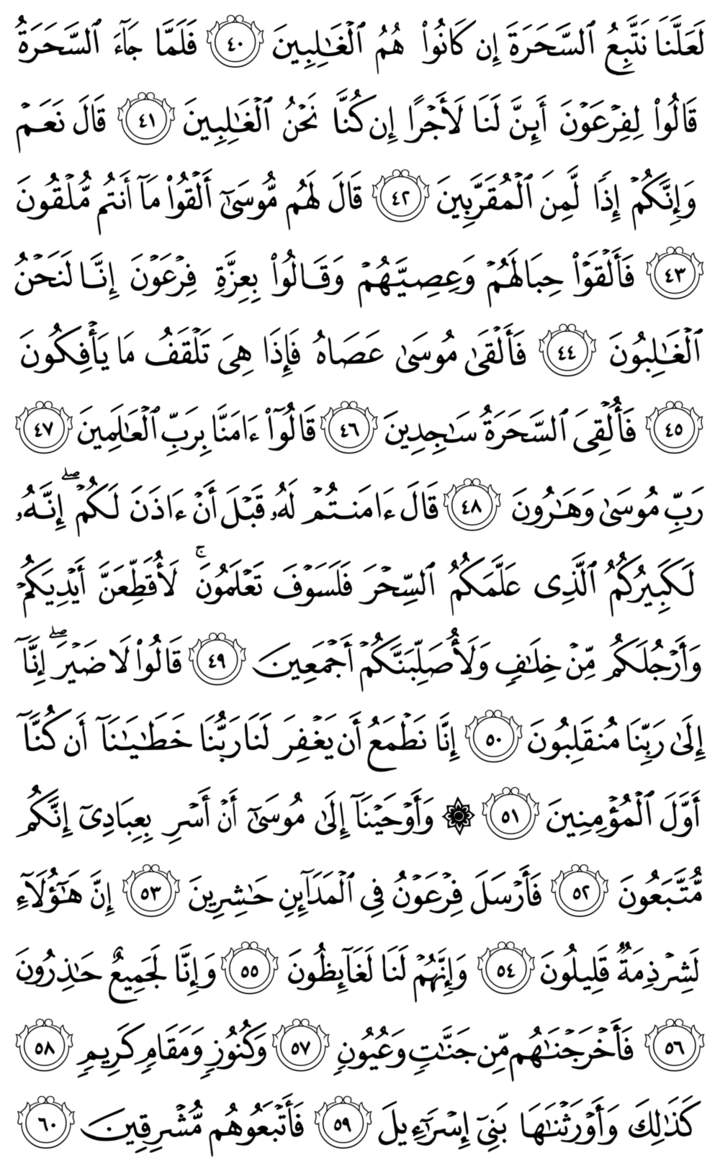 لَعَلَّنَا نَتَّبِعُ ٱلسَّحَرَةَ إِن كَانُوا۟ هُمُ ٱلْغَـٰلِبِينَ ٤٠ فَلَمَّا جَآءَ ٱلسَّحَرَةُ
قَالُوا۟ لِفِرْعَوْنَ أَئِنَّ لَنَا لَأَجْرًا إِن كُنَّا نَحْنُ ٱلْغَـٰلِبِينَ ٤١ قَالَ نَعَمْ
وَإِنَّكُمْ إِذًا لَّمِنَ ٱلْمُقَرَّبِينَ ٤٢ قَالَ لَهُم مُّوسَىٰٓ أَلْقُوا۟ مَآ أَنتُم مُّلْقُونَ
٤٣ فَأَلْقَوْا۟ حِبَالَهُمْ وَعِصِيَّهُمْ وَقَالُوا۟ بِعِزَّةِ فِرْعَوْنَ إِنَّا لَنَحْنُ
ٱلْغَـٰلِبُونَ ٤٤ فَأَلْقَىٰ مُوسَىٰ عَصَاهُ فَإِذَا هِىَ تَلْقَفُ مَا يَأْفِكُونَ
٤٥ فَأُلْقِىَ ٱلسَّحَرَةُ سَـٰجِدِينَ ٤٦ قَالُوٓا۟ ءَامَنَّا بِرَبِّ ٱلْعَـٰلَمِينَ ٤٧
رَبِّ مُوسَىٰ وَهَـٰرُونَ ٤٨ قَالَ ءَامَنتُمْ لَهُۥ قَبْلَ أَنْ ءَاذَنَ لَكُمْ ۖ إِنَّهُۥ
لَكَبِيرُكُمُ ٱلَّذِى عَلَّمَكُمُ ٱلسِّحْرَ فَلَسَوْفَ تَعْلَمُونَ ۚ لَأُقَطِّعَنَّ أَيْدِيَكُمْ
وَأَرْجُلَكُم مِّنْ خِلَـٰفٍ وَلَأُصَلِّبَنَّكُمْ أَجْمَعِينَ ٤٩ قَالُوا۟ لَا ضَيْرَ ۖ إِنَّآ
إِلَىٰ رَبِّنَا مُنقَلِبُونَ ٥٠ إِنَّا نَطْمَعُ أَن يَغْفِرَ لَنَا رَبُّنَا خَطَـٰيَـٰنَآ أَن كُنَّآ
أَوَّلَ ٱلْمُؤْمِنِينَ ٥١ ۞ وَأَوْحَيْنَآ إِلَىٰ مُوسَىٰٓ أَنْ أَسْرِ بِعِبَادِىٓ إِنَّكُم
مُّتَّبَعُونَ ٥٢ فَأَرْسَلَ فِرْعَوْنُ فِى ٱلْمَدَآئِنِ حَـٰشِرِينَ ٥٣ إِنَّ هَـٰٓؤُلَآءِ
لَشِرْذِمَةٌ قَلِيلُونَ ٥٤ وَإِنَّهُمْ لَنَا لَغَآئِظُونَ ٥٥ وَإِنَّا لَجَمِيعٌ حَـٰذِرُونَ
٥٦ فَأَخْرَجْنَـٰهُم مِّن جَنَّـٰتٍ وَعُيُونٍ ٥٧ وَكُنُوزٍ وَمَقَامٍ كَرِيمٍ ٥٨
كَذَٰلِكَ وَأَوْرَثْنَـٰهَا بَنِىٓ إِسْرَٰٓءِيلَ ٥٩ فَأَتْبَعُوهُم مُّشْرِقِينَ ٦٠